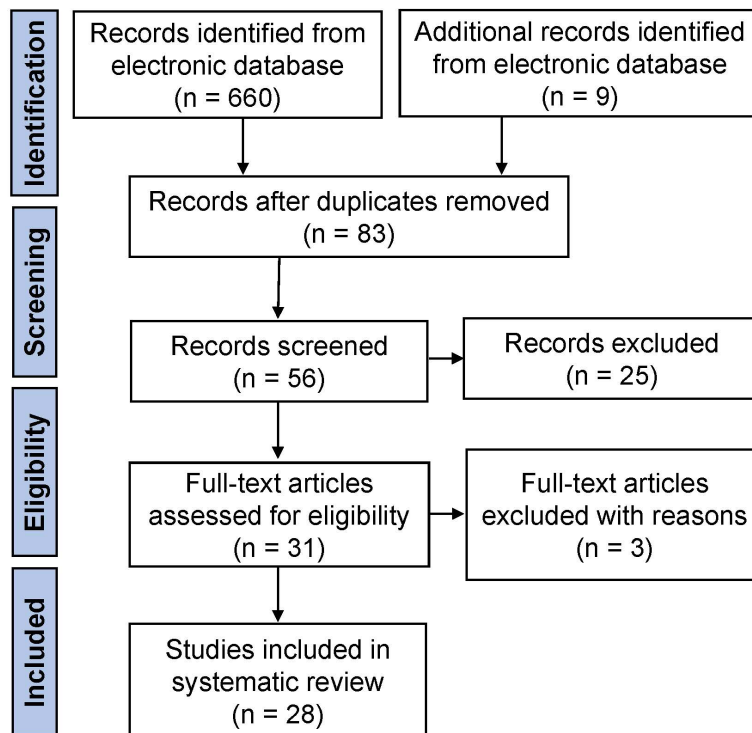 Identification
Records identified from
electronic database
(n = 660)
Additional records identified
from electronic database
(n = 9)
Records after duplicates removed
(n = 83)
Screening
Records screened
(n = 56)
Records excluded
(n = 25)
Eligibility
Full-text articles
assessed for eligibility
(n = 31)
Full-text articles
excluded with reasons
(n = 3)
Included
Studies included in
systematic review
(n = 28)